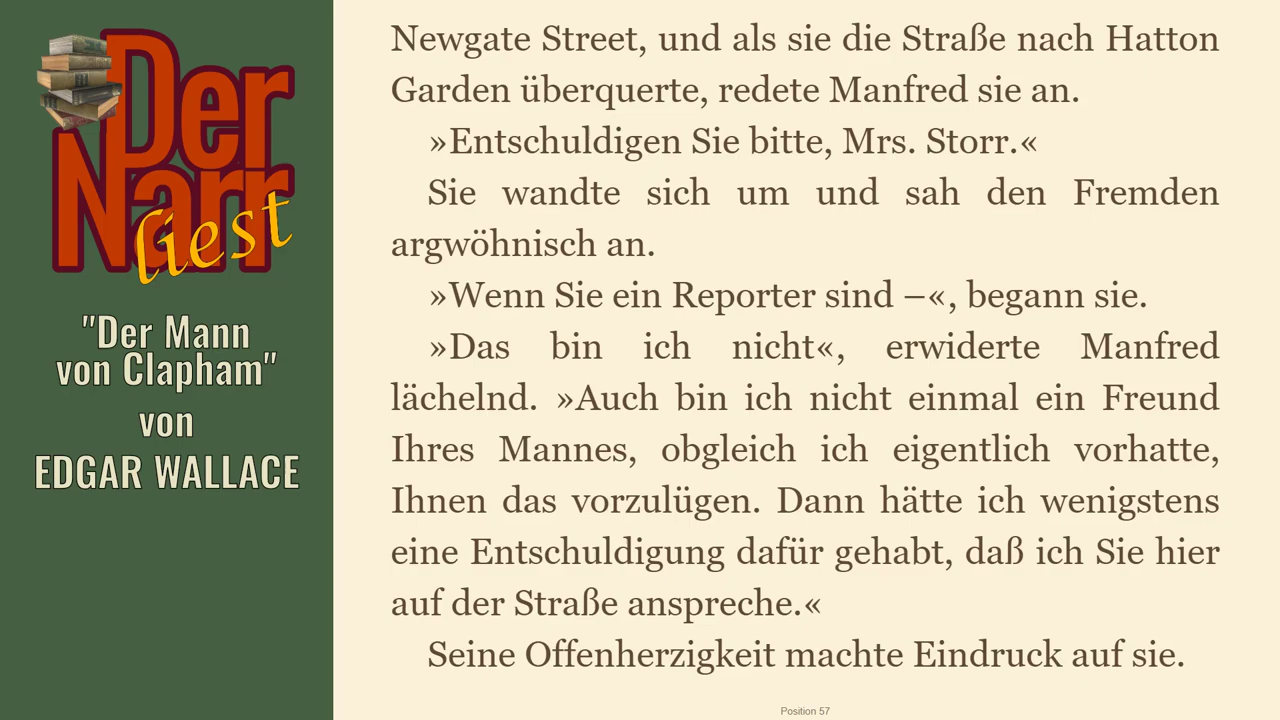 Der
Narr
liest
"Der Mann
von Clapham"
von
EDGAR WALLACE
Newgate Street, und als sie die Straße nach Hatton
Garden überquerte, redete Manfred sie an.
»Entschuldigen Sie bitte, Mrs. Storr.«
Sie wandte sich um und sah den Fremden
argwöhnisch an.
»Wenn Sie ein Reporter sind –«, begann sie.
»Das bin ich nicht«, erwiderte Manfred
lächelnd. »Auch bin ich nicht einmal ein Freund
Ihres Mannes, obgleich ich eigentlich vorhatte,
Ihnen das vorzulügen. Dann hätte ich wenigstens
eine Entschuldigung dafür gehabt, daß ich Sie hier
auf der Straße anspreche.«
Seine Offenherzigkeit machte Eindruck auf sie.
Position 57